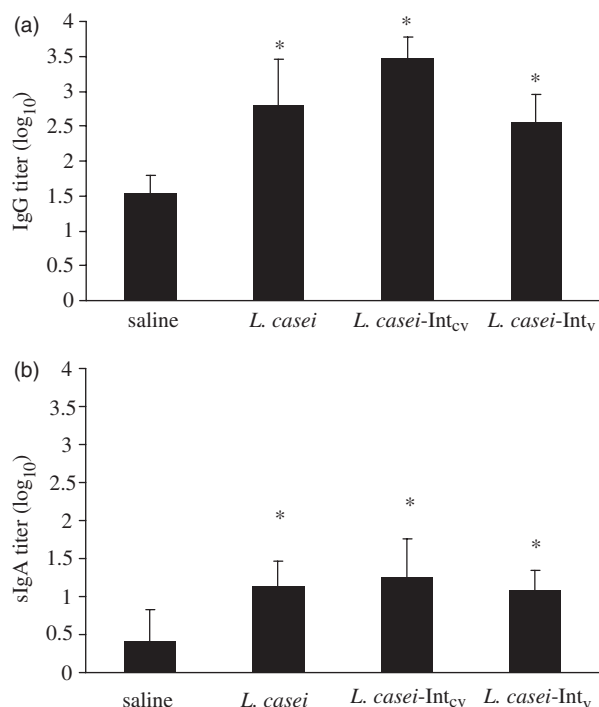 (a)
4
3.5
3
2.5
2
1.5
1
0.5
0
IgG titer (log10)
* * *
saline L. casei L. casei-Intcv L. casei-Intv
(b)
4
3.5
3
2.5
2
1.5
1
0.5
0
sIgA titer (log10)
* * *
saline L. casei L. casei-Intcv L. casei-Intv